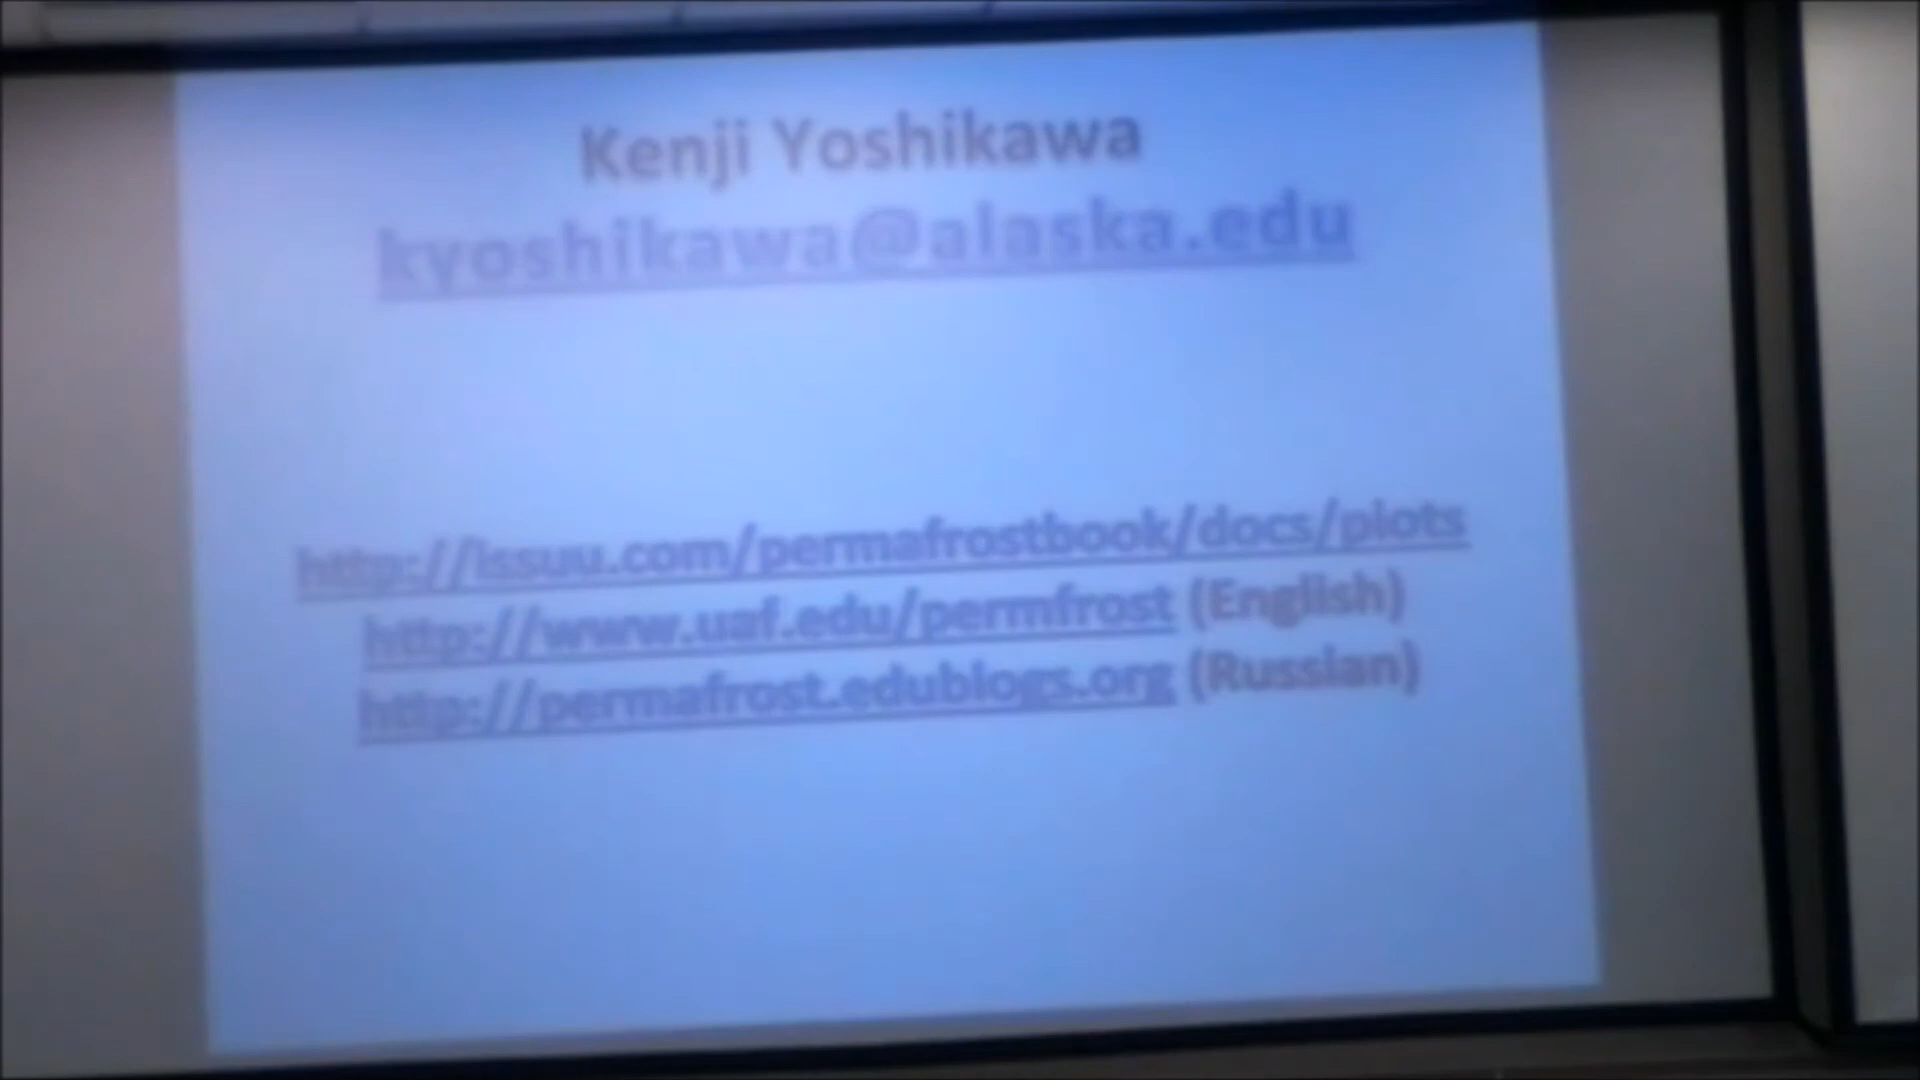 Kenji Yoshikawa
kyoshikawa@alaska.edu
http://issuu.com/permafrostbook/docs/plots
http://www.uaf.edu/permfrost (English)
http://permafrost.edublogs.org (Russian)